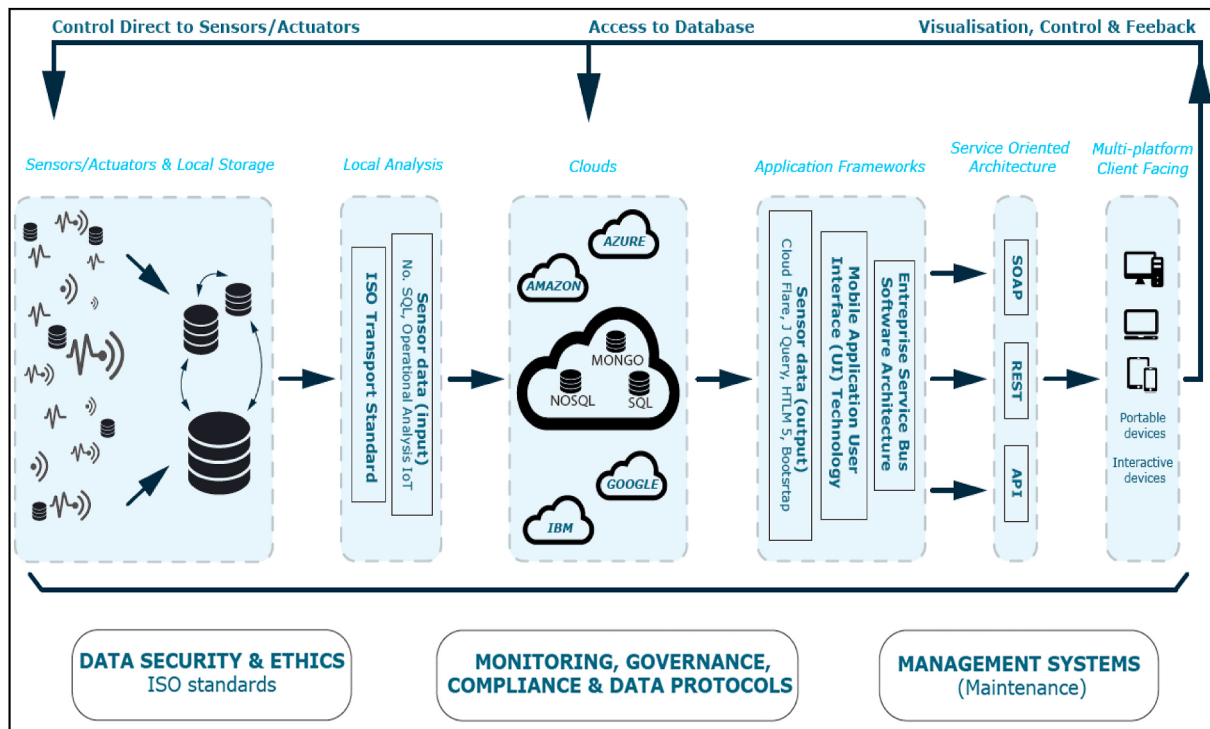 Control Direct to Sensors/Actuators
Access to Database
Visualisation, Control & Feeback
Sensors/Actuators & Local Storage
Local Analysis
Clouds
Application Frameworks
Service Oriented
Architecture
Multi-platform
Client Facing
ISO Transport Standard
Sensor data (input)
No. SQL, Operational Analysis IoT
AZURE
AMAZON
MONGO
NOSQL
SQL
GOOGLE
IBM
Sensor data (output)
Cloud Flare, J Query, HTLM 5, Bootsrtap
Mobile Application User
Interface (UI) Technology
Entreprise Service Bus
Software Architecture
SOAP
REST
API
Portable
devices
Interactive devices
DATA SECURITY & ETHICS
ISO standards
MONITORING, GOVERNANCE,
COMPLIANCE & DATA PROTOCOLS
MANAGEMENT SYSTEMS
(Maintenance)